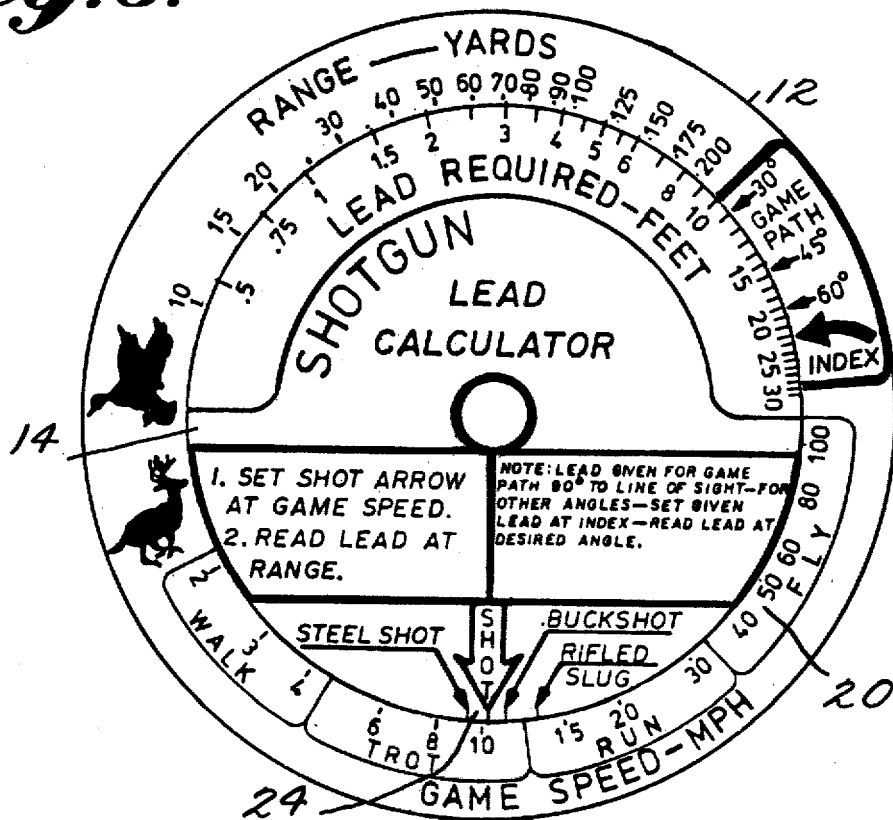 12
RANGE — YARDS
10 15 20 .30 .40 50 60 70 .80 .90 .100 .125 .150 .175 .200
.5 .75 1 1.5 2 3 4 5 6 8 10 15 20 25 30
LEAD REQUIRED-FEET
SHOTGUN
LEAD
CALCULATOR
30°
GAME
PATH
45°
60°
INDEX
14
1. SET SHOT ARROW
AT GAME SPEED.
2. READ LEAD AT
RANGE.
NOTE: LEAD GIVEN FOR GAME
PATH 90° TO LINE OF SIGHT-FOR
OTHER ANGLES-SET GIVEN
LEAD AT INDEX-READ LEAD AT
DESIRED ANGLE.
STEEL SHOT
SHOT
.BUCKSHOT
RIFLED
SLUG
2 3 4
WALK
6 8 10
TROT
15 20 30
RUN
40 50 60 80 100
FLY
GAME SPEED-MPH
20
24